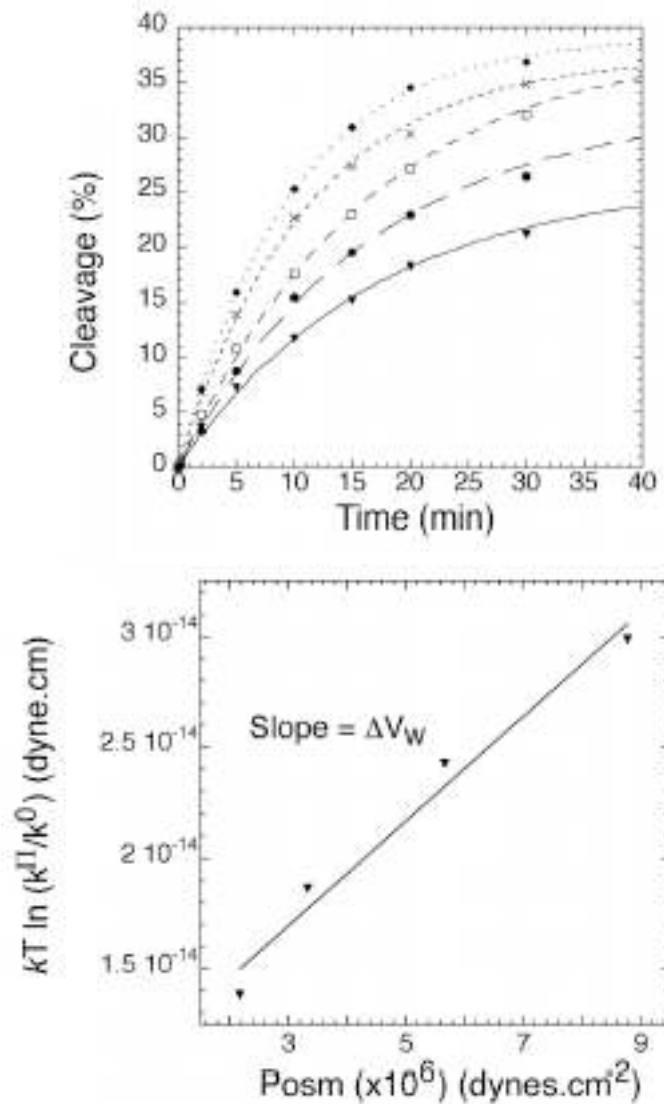 40
35
30
25
20
15
10
5
0
Cleavage (%)
0 5 10 15 20 25 30 35 40
Time (min)
3 10-14
2.5 10-14
2 10-14
1.5 10-14
kT ln (kΠ/k0) (dyne.cm)
Slope = ΔVW
3 5 7 9
Posm (x106) (dynes.cm-2)